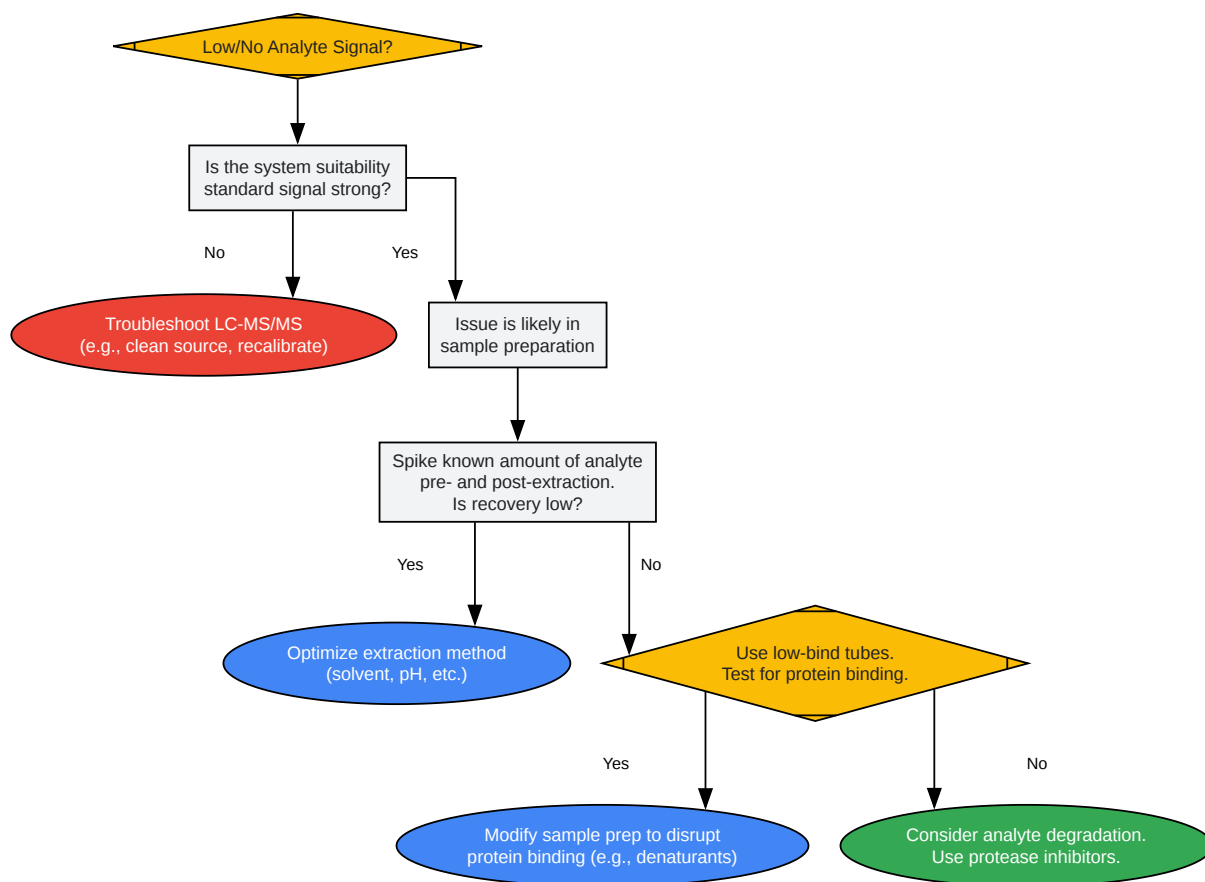 Low/No Analyte Signal?
Is the system suitability
standard signal strong?
No
Yes
Troubleshoot LC-MS/MS
(e.g., clean source, recalibrate)
Issue is likely in
sample preparation
Spike known amount of analyte
pre- and post-extraction.
Is recovery low?
Yes
No
Optimize extraction method
(solvent, pH, etc.)
Use low-bind tubes.
Test for protein binding.
Yes
No
Modify sample prep to disrupt
protein binding (e.g., denaturants)
Consider analyte degradation.
Use protease inhibitors.